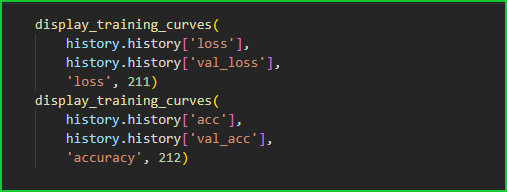 display_training_curves(
    history.history['loss'],
    history.history['val_loss'],
    'loss', 211)
display_training_curves(
    history.history['acc'],
    history.history['val_acc'],
    'accuracy', 212)